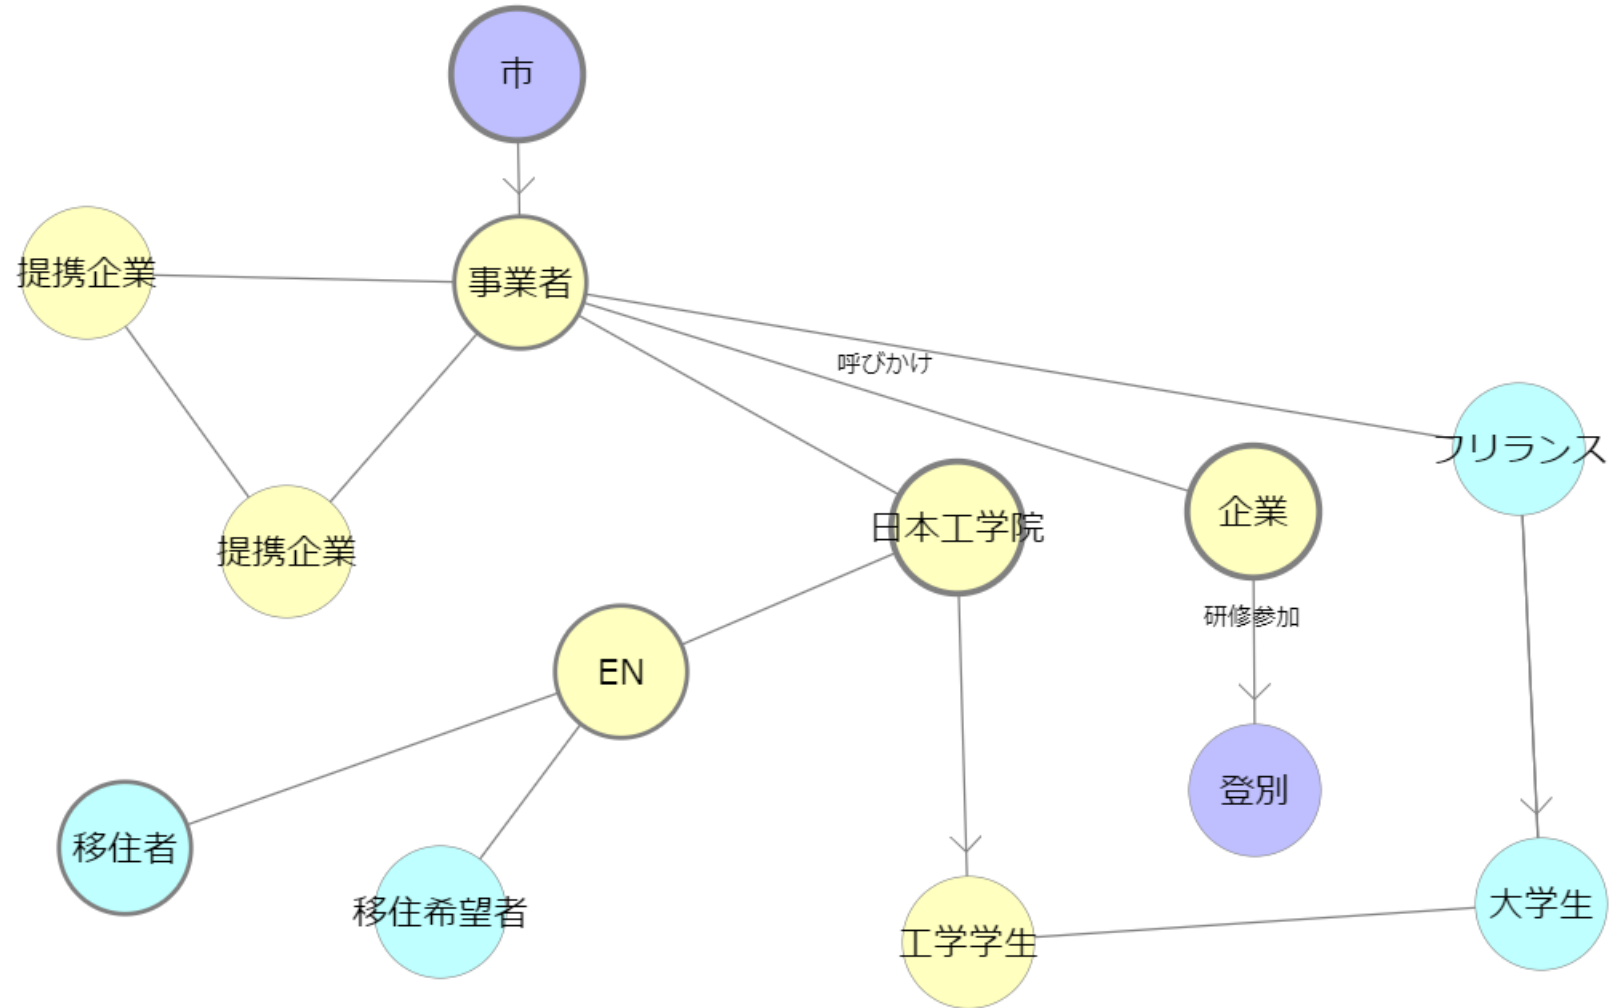 市
提携企業
事業者
呼びかけ
フリランス
提携企業
日本工学院
企業
研修参加
EN
登別
移住者
移住希望者
工学学生
大学生